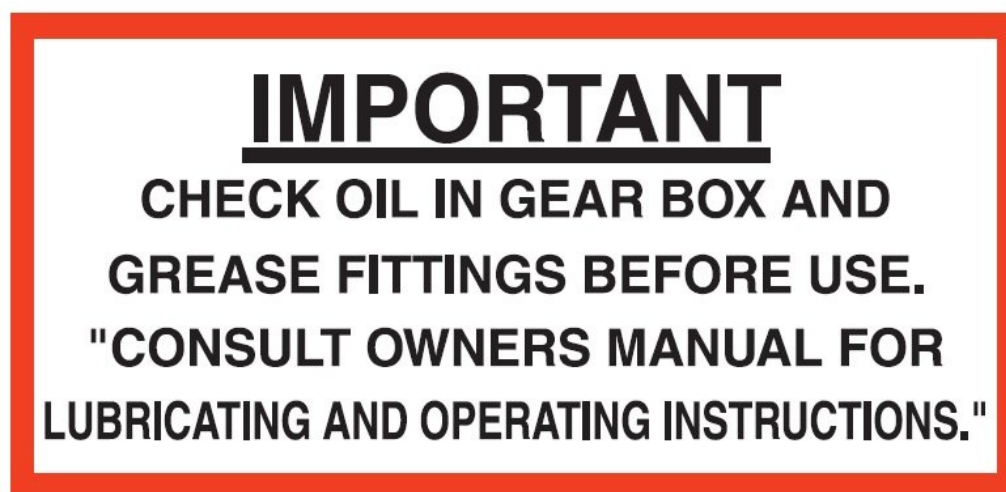 IMPORTANT
CHECK OIL IN GEAR BOX AND
GREASE FITTINGS BEFORE USE.
"CONSULT OWNERS MANUAL FOR
LUBRICATING AND OPERATING INSTRUCTIONS."